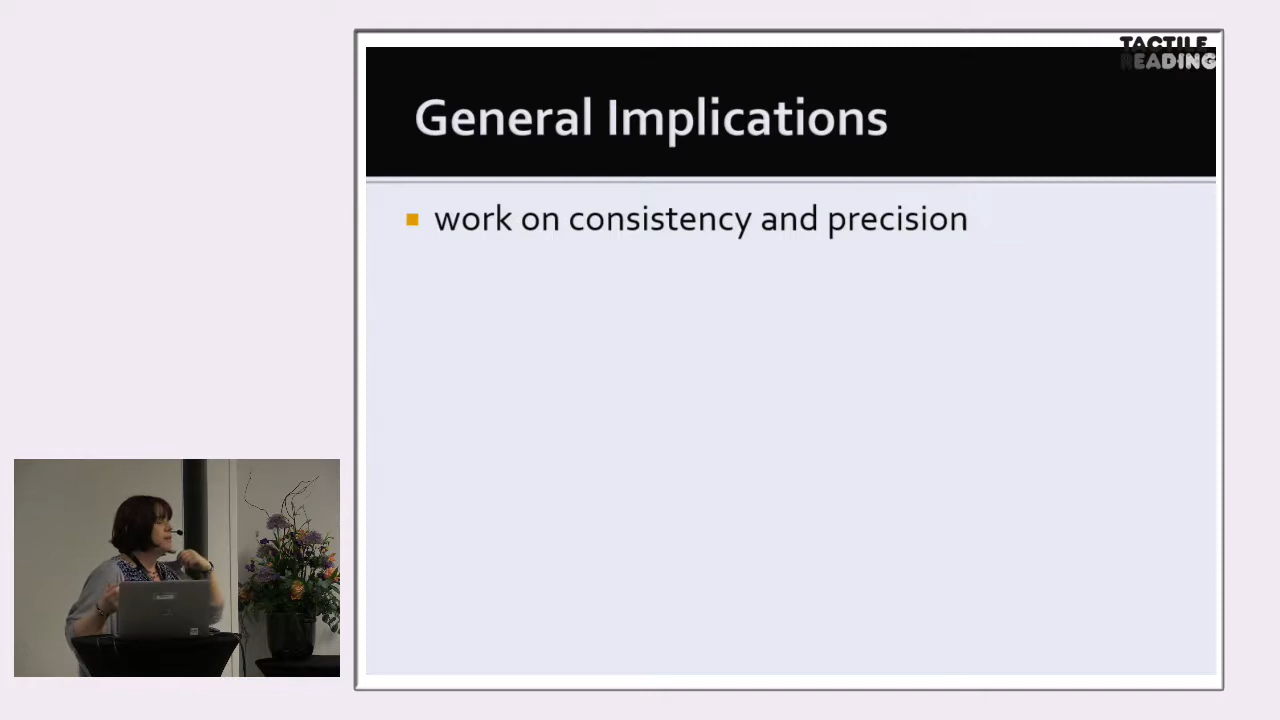 TACTILE
READING
General Implications
work on consistency and precision